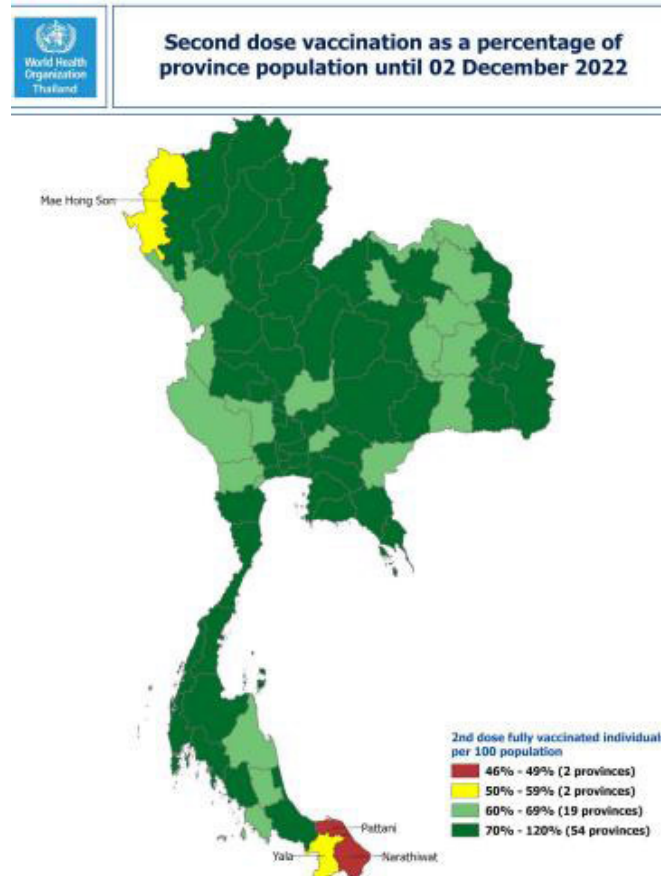 World Health
Organization
Thailand
Second dose vaccination as a percentage of
province population until 02 December 2022
Mae Hong Son
2nd dose fully vaccinated individual
per 100 population
46% - 49% (2 provinces)
50% - 59% (2 provinces)
60% - 69% (19 provinces)
70% - 120% (54 provinces)
Pattani
Yala
Narathiwat